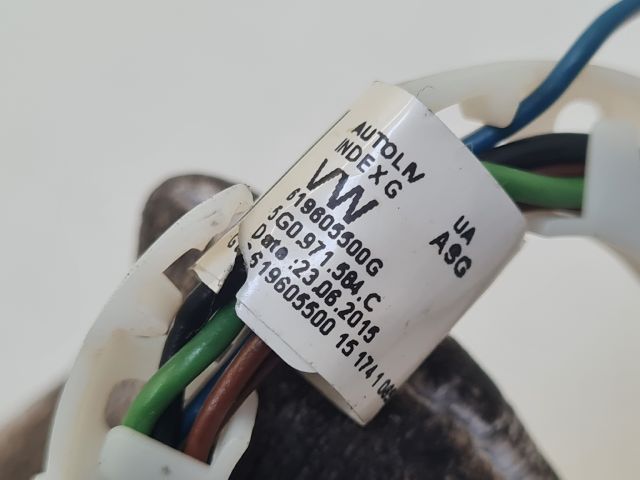 AUTOLIV
INDEX G
VW
619605500G
5G0.971.584.C
Date :23.06.2015
619605500 15 174 1
UA
ASG